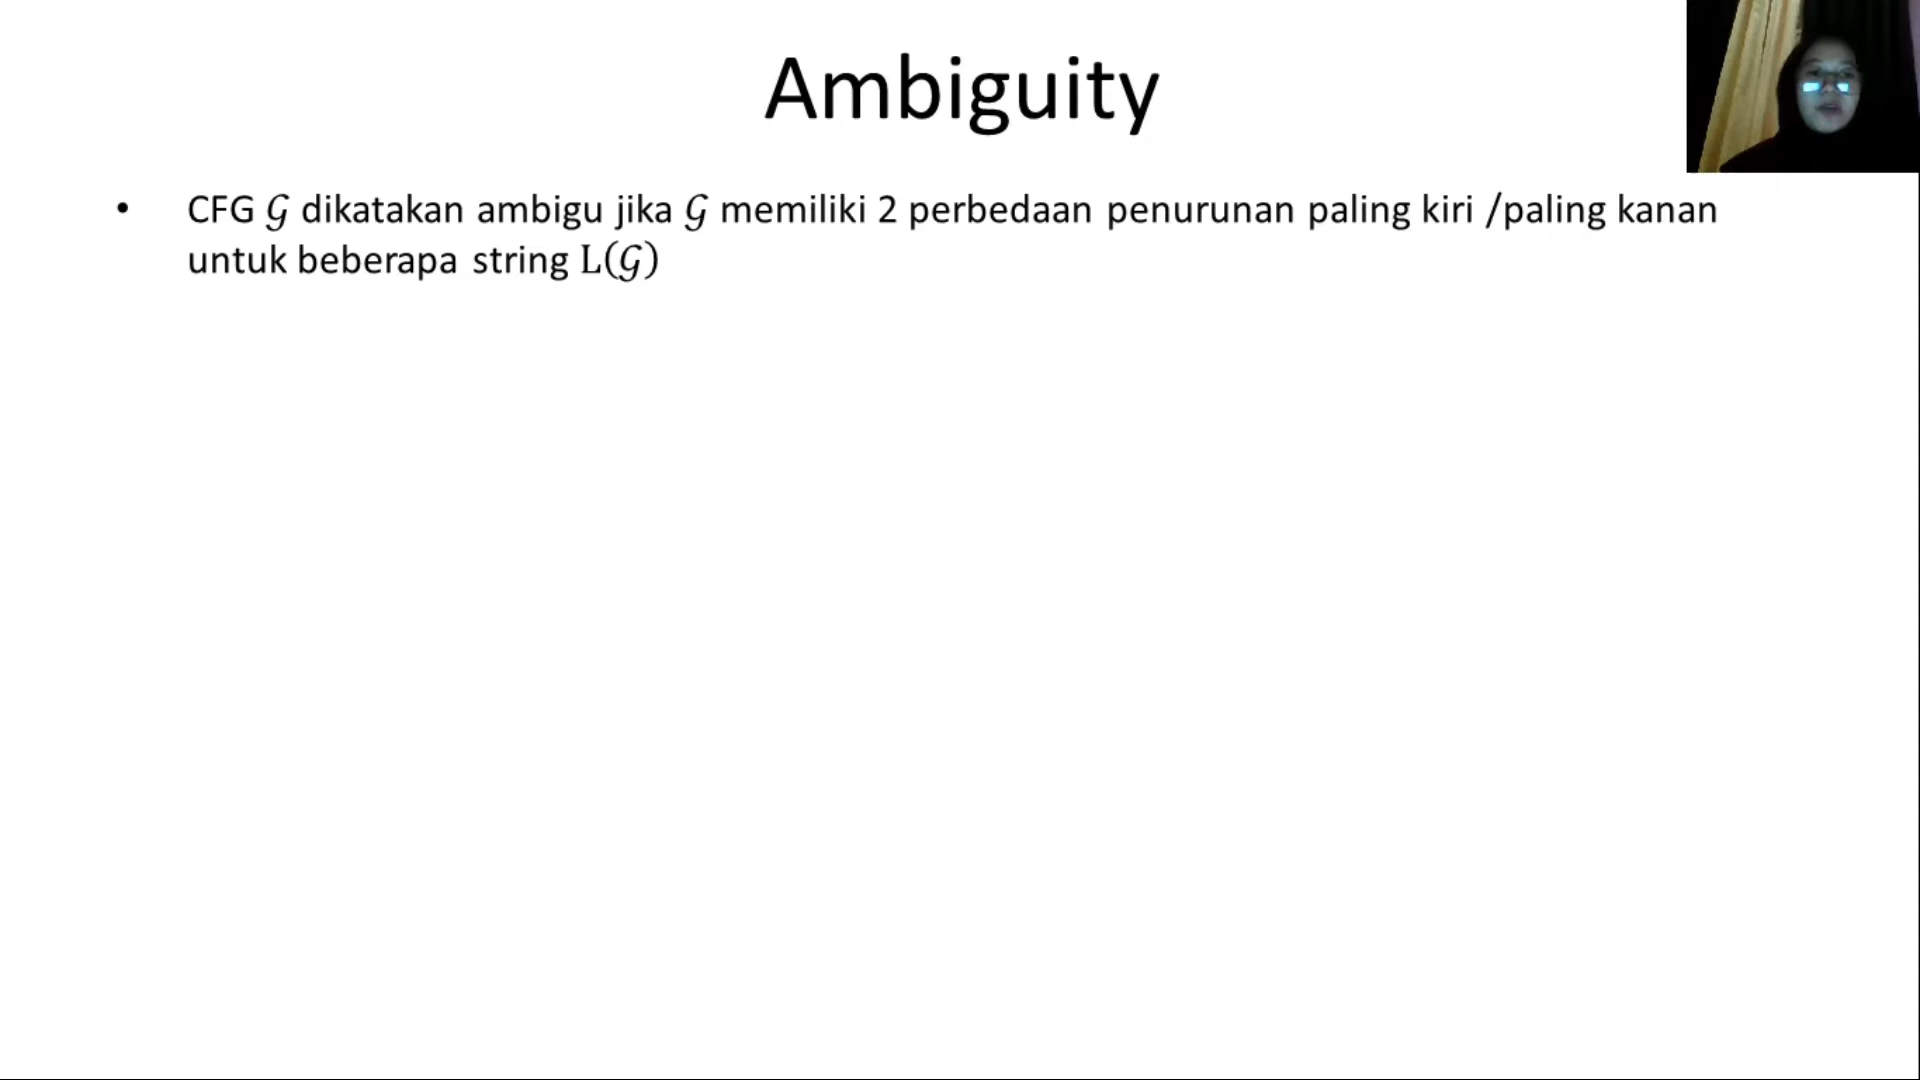 Ambiguity
• CFG 𝒢 dikatakan ambigu jika 𝒢 memiliki 2 perbedaan penurunan paling kiri /paling kanan
untuk beberapa string L(𝒢)